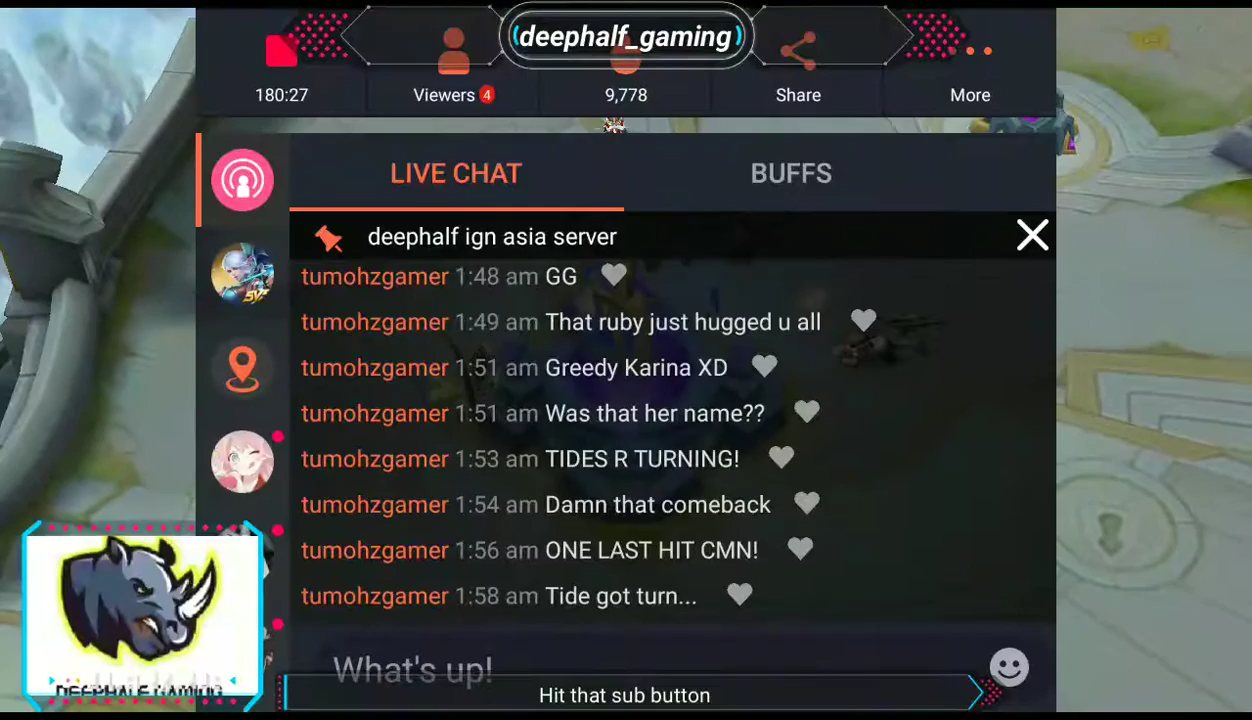 deephalf_gaming
180:27
Viewers 4
9,778
Share
More
LIVE CHAT
BUFFS
deephalf ign asia server
tumohzgamer 1:48 am GG
tumohzgamer 1:49 am That ruby just hugged u all
tumohzgamer 1:51 am Greedy Karina XD
tumohzgamer 1:51 am Was that her name??
tumohzgamer 1:53 am TIDES R TURNING!
tumohzgamer 1:54 am Damn that comeback
tumohzgamer 1:56 am ONE LAST HIT CMN!
tumohzgamer 1:58 am Tide got turn...
What's up!
DEEPHALF GAMING
Hit that sub button